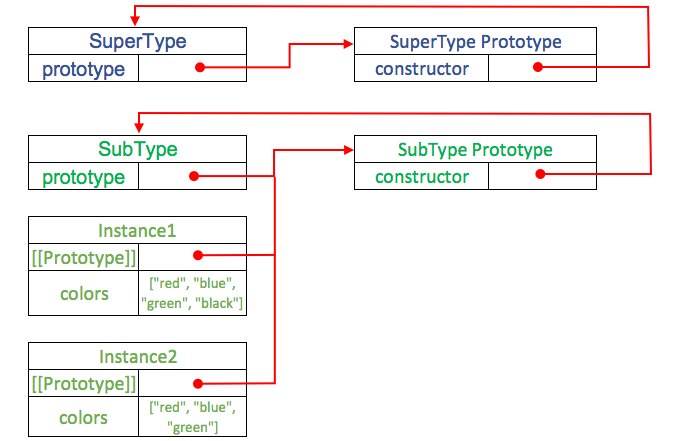 SuperType
SuperType Prototype
prototype
constructor
SubType
SubType Prototype
prototype
constructor
Instance1
[[Prototype]]
colors
["red", "blue",
"green", "black"]
Instance2
[[Prototype]]
colors
["red", "blue",
"green"]